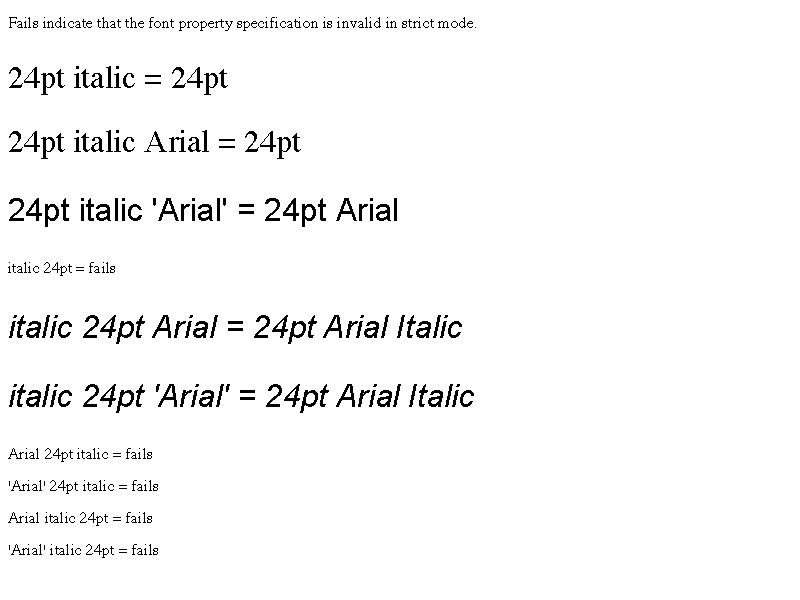 Fails indicate that the font property specification is invalid in strict mode.
24pt italic = 24pt
24pt italic Arial = 24pt
24pt italic 'Arial' = 24pt Arial
italic 24pt = fails
italic 24pt Arial = 24pt Arial Italic
italic 24pt 'Arial' = 24pt Arial Italic
Arial 24pt italic = fails
'Arial' 24pt italic = fails
Arial italic 24pt = fails
'Arial' italic 24pt = fails